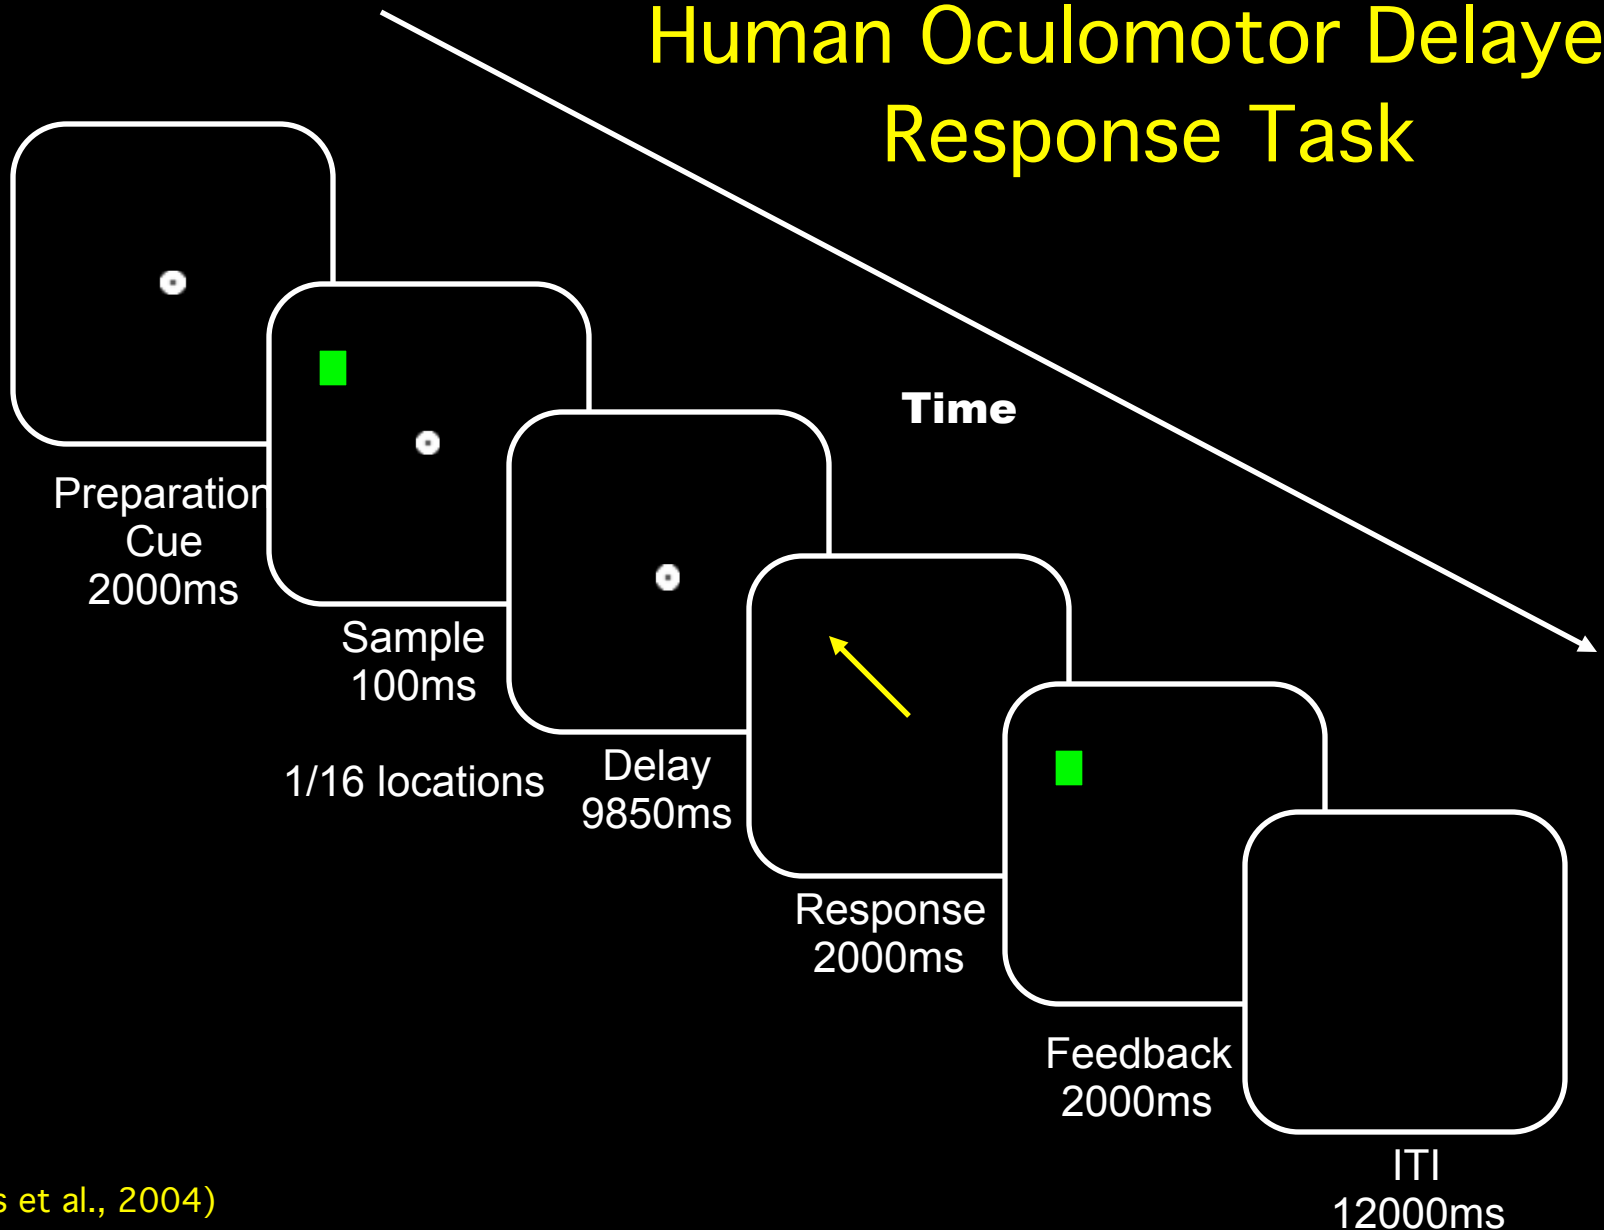 Human Oculomotor Delaye
Response Task
Time
Preparation
Cue
2000ms
Sample
100ms
1/16 locations
Delay
9850ms
Response
2000ms
Feedback
2000ms
ITI
12000ms
s et al., 2004)